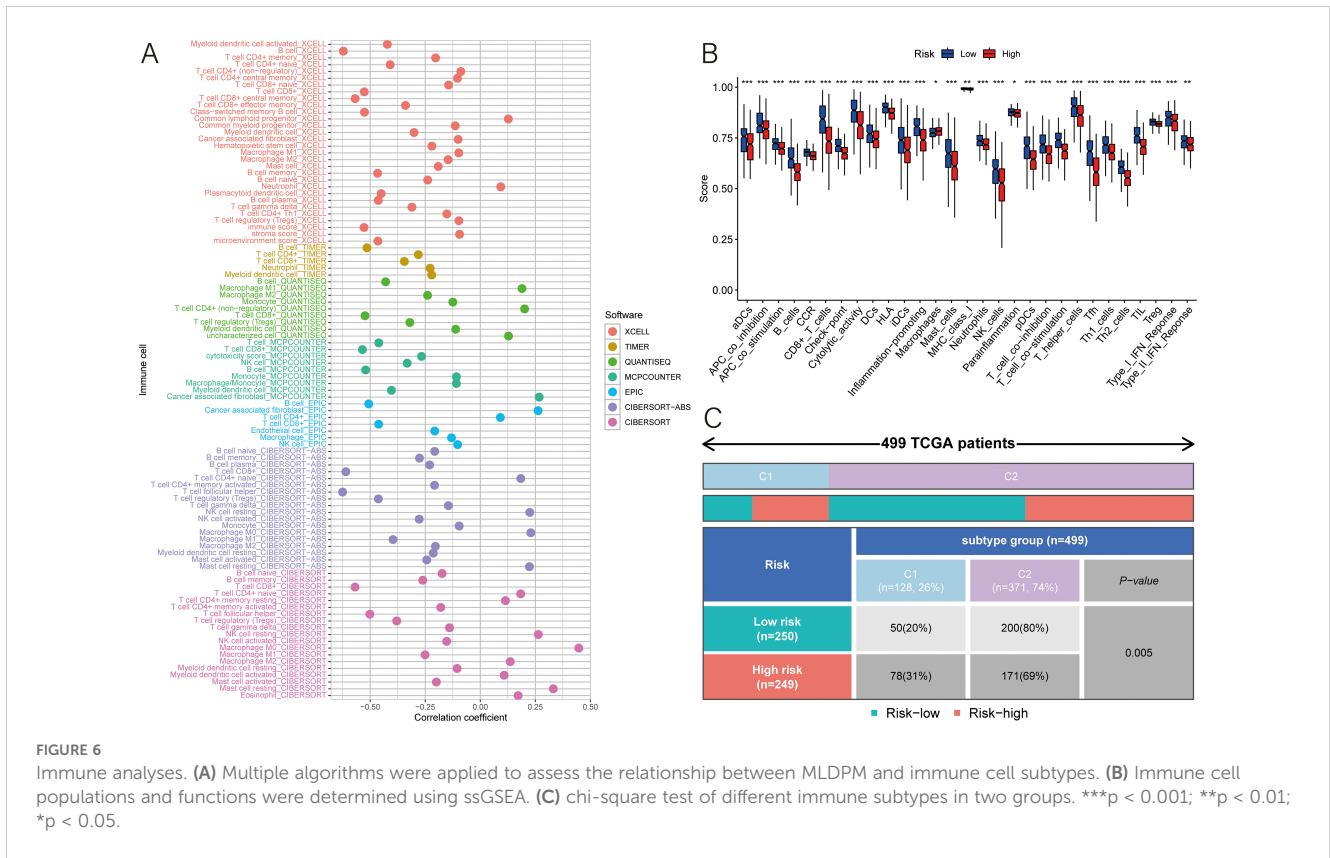 A
Myeloid dendritic cell activated_XCELL
B cell_XCELL
T cell CD4+ memory_XCELL
T cell CD4+ naive_XCELL
T cell CD4+ (non-regulatory)_XCELL
T cell CD4+ central memory_XCELL
T cell CD8+ naive_XCELL
T cell CD8+_XCELL
T cell CD8+ central memory_XCELL
T cell CD8+ effector memory_XCELL
Class-switched memory B cell_XCELL
Common lymphoid progenitor_XCELL
Common myeloid progenitor_XCELL
Myeloid dendritic cell_XCELL
Cancer associated fibroblast_XCELL
Hematopoietic stem cell_XCELL
Macrophage M1_XCELL
Macrophage M2_XCELL
Mast cell_XCELL
B cell memory_XCELL
B cell naive_XCELL
Neutrophil_XCELL
Plasmacytoid dendritic cell_XCELL
B cell plasma_XCELL
T cell gamma delta_XCELL
T cell CD4+ Th1_XCELL
T cell regulatory (Tregs)_XCELL
immune score_XCELL
stroma score_XCELL
microenvironment score_XCELL
B cell_TIMER
T cell CD4+_TIMER
T cell CD8+_TIMER
Neutrophil_TIMER
Myeloid dendritic cell_TIMER
B cell_QUANTISEQ
Macrophage M1_QUANTISEQ
Macrophage M2_QUANTISEQ
Monocyte_QUANTISEQ
T cell CD4+ (non-regulatory)_QUANTISEQ
T cell CD8+_QUANTISEQ
T cell regulatory (Tregs)_QUANTISEQ
Myeloid dendritic cell_QUANTISEQ
uncharacterized cell_QUANTISEQ
T cell_MCPCOUNTER
T cell CD8+_MCPCOUNTER
cytotoxicity score_MCPCOUNTER
NK cell_MCPCOUNTER
B cell_MCPCOUNTER
Monocyte_MCPCOUNTER
Macrophage/Monocyte_MCPCOUNTER
Myeloid dendritic cell_MCPCOUNTER
Cancer associated fibroblast_MCPCOUNTER
B cell_EPIC
Cancer associated fibroblast_EPIC
T cell CD4+_EPIC
T cell CD8+_EPIC
Endothelial cell_EPIC
Macrophage_EPIC
NK cell_EPIC
B cell naive_CIBERSORT-ABS
B cell memory_CIBERSORT-ABS
B cell plasma_CIBERSORT-ABS
T cell CD8+_CIBERSORT-ABS
T cell CD4+ naive_CIBERSORT-ABS
T cell CD4+ memory activated_CIBERSORT-ABS
T cell follicular helper_CIBERSORT-ABS
T cell regulatory (Tregs)_CIBERSORT-ABS
T cell gamma delta_CIBERSORT-ABS
NK cell resting_CIBERSORT-ABS
NK cell activated_CIBERSORT-ABS
Monocyte_CIBERSORT-ABS
Macrophage M0_CIBERSORT-ABS
Macrophage M1_CIBERSORT-ABS
Macrophage M2_CIBERSORT-ABS
Myeloid dendritic cell resting_CIBERSORT-ABS
Mast cell activated_CIBERSORT-ABS
Mast cell resting_CIBERSORT-ABS
B cell naive_CIBERSORT
B cell memory_CIBERSORT
T cell CD8+_CIBERSORT
T cell CD4+ naive_CIBERSORT
T cell CD4+ memory resting_CIBERSORT
T cell CD4+ memory activated_CIBERSORT
T cell follicular helper_CIBERSORT
T cell regulatory (Tregs)_CIBERSORT
T cell gamma delta_CIBERSORT
NK cell resting_CIBERSORT
NK cell activated_CIBERSORT
Macrophage M0_CIBERSORT
Macrophage M1_CIBERSORT
Macrophage M2_CIBERSORT
Myeloid dendritic cell resting_CIBERSORT
Myeloid dendritic cell activated_CIBERSORT
Mast cell activated_CIBERSORT
Mast cell resting_CIBERSORT
Eosinophil_CIBERSORT
Immune cell
−0.50 −0.25 0.00 0.25 0.50
Correlation coefficient
Software
XCELL
TIMER
QUANTISEQ
MCPCOUNTER
EPIC
CIBERSORT−ABS
CIBERSORT
B
Risk Low High
*** *** *** *** *** *** *** *** *** *** *** *** * *** ** *** *** * *** *** *** *** *** *** *** *** *** *** **
1.00
0.75
0.50
0.25
0.00
Score
aDCs
APC_co_inhibition
APC_co_stimulation
B_cells
CCR
CD8+_T_cells
Check-point
Cytolytic_activity
DCs
HLA
iDCs
Inflammation-promoting
Macrophages
Mast_cells
MHC_class_I
Neutrophils
NK_cells
Parainflammation
pDCs
T_cell_co-inhibition
T_cell_co-stimulation
T_helper_cells
Tfh
Th1_cells
Th2_cells
TIL
Treg
Type_I_IFN_Reponse
Type_II_IFN_Reponse
C
499 TCGA patients
C1 C2
Risk
subtype group (n=499)
C1
(n=128, 26%)
C2
(n=371, 74%)
P−value
Low risk
(n=250)
50(20%) 200(80%)
0.005
High risk
(n=249)
78(31%) 171(69%)
Risk−low Risk−high
FIGURE 6
Immune analyses. (A) Multiple algorithms were applied to assess the relationship between MLDPM and immune cell subtypes. (B) Immune cell
populations and functions were determined using ssGSEA. (C) chi-square test of different immune subtypes in two groups. ***p < 0.001; **p < 0.01;
*p < 0.05.